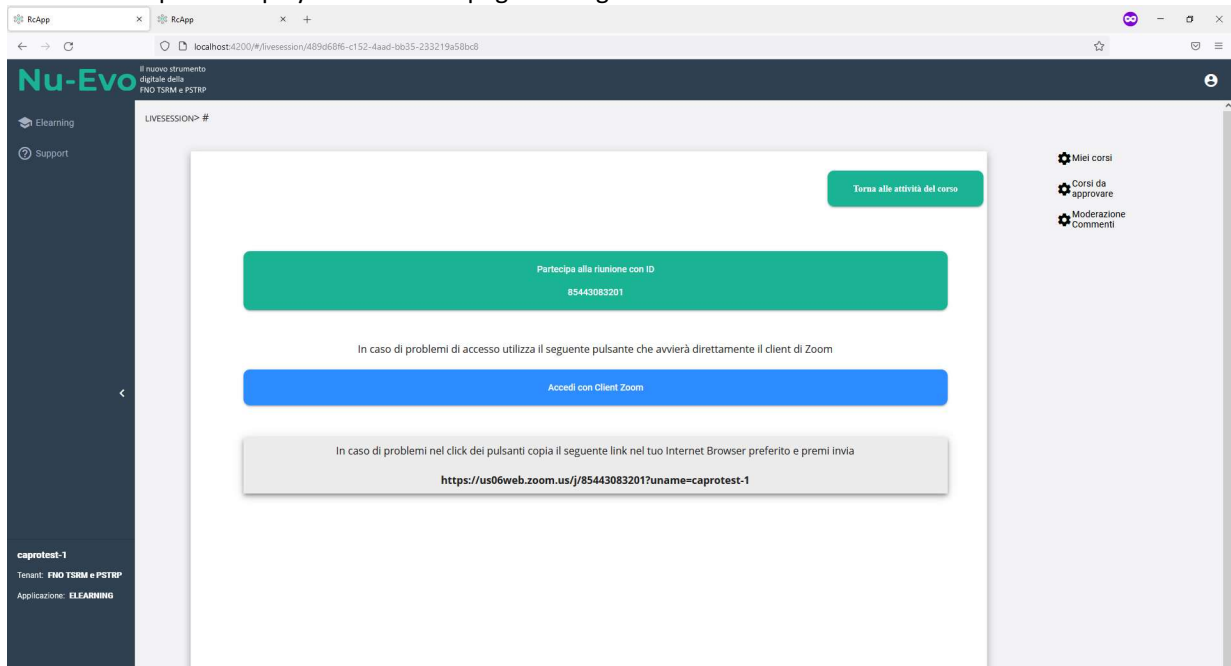 RcApp
RcApp
localhost:4200/#/livesession/489d68f6-c152-4aad-bb35-233219a58bc8
Nu-Evo
Il nuovo strumento
digitale della
FNO TSRM e PSTRP
Elearning
Support
LIVESESSION> #
Torna alle attività del corso
Miei corsi
Corsi da
approvare
Moderazione
Commenti
Partecipa alla riunione con ID
85443083201
In caso di problemi di accesso utilizza il seguente pulsante che avvierà direttamente il client di Zoom
Accedi con Client Zoom
In caso di problemi nel click dei pulsanti copia il seguente link nel tuo Internet Browser preferito e premi invia
https://us06web.zoom.us/j/85443083201?uname=caprotest-1
caprotest-1
Tenant: FNO TSRM e PSTRP
Applicazione: ELEARNING